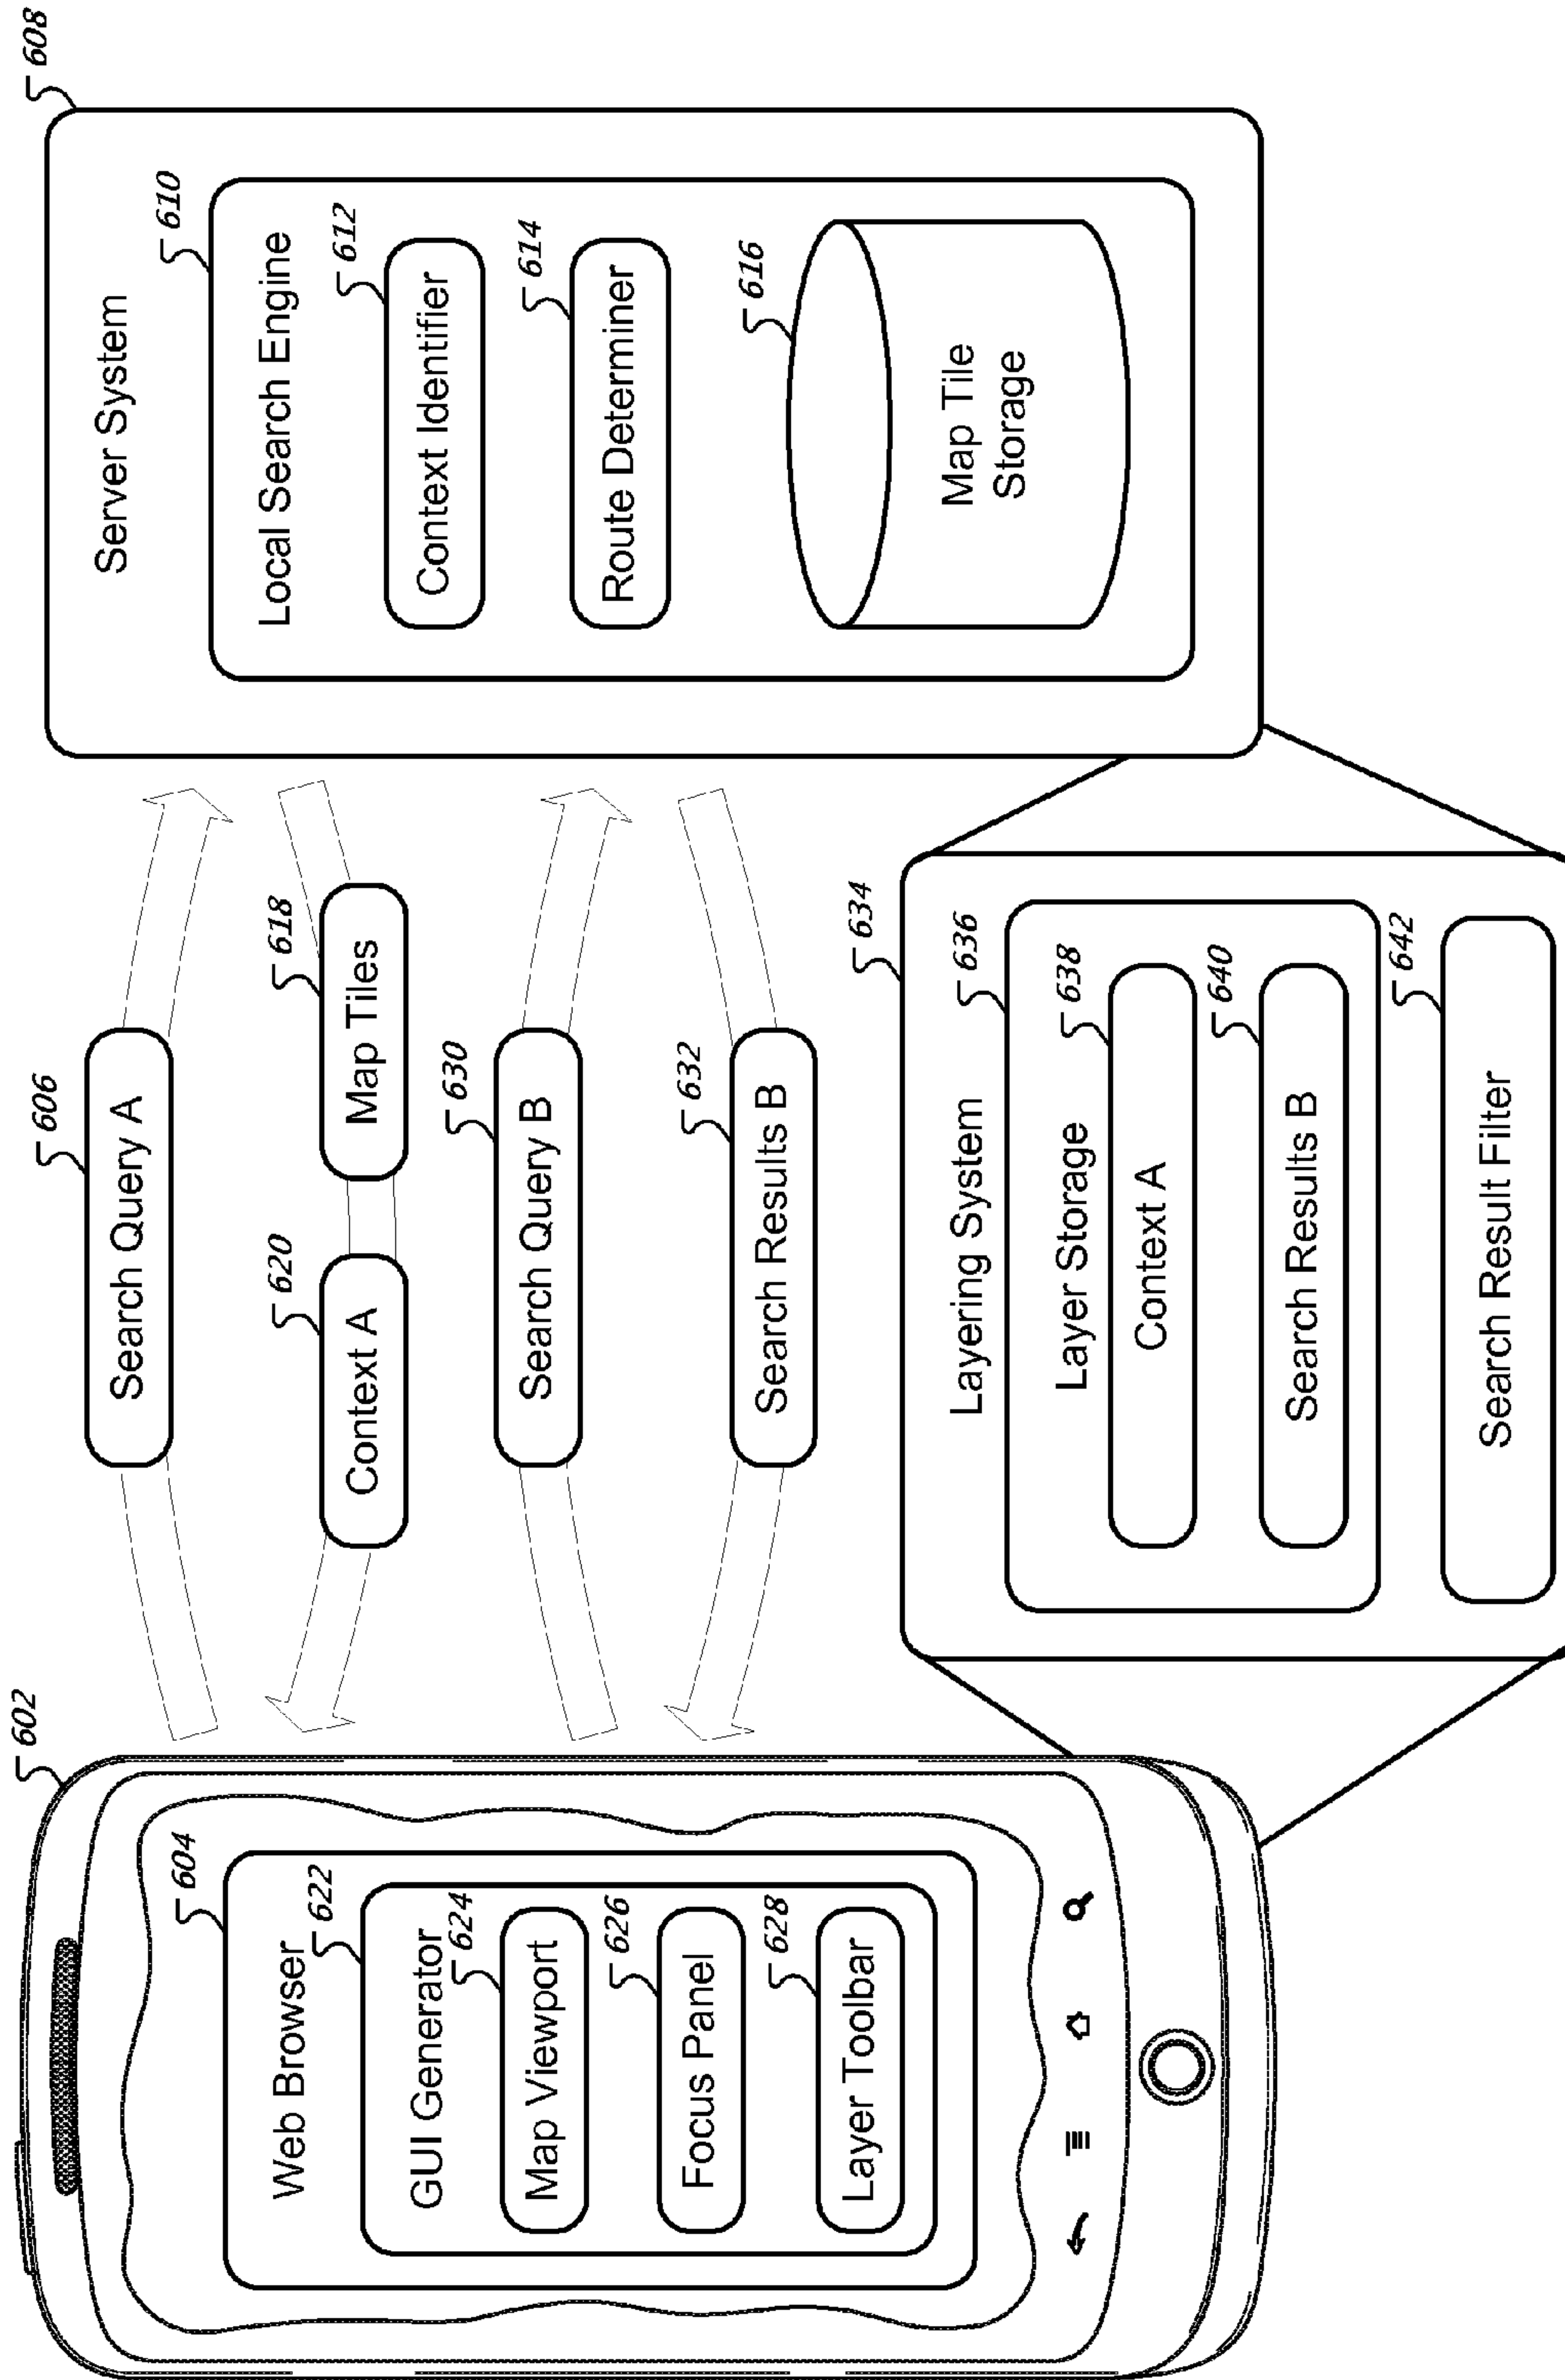 602
604
Web Browser
622
GUI Generator
624
Map Viewport
626
Focus Panel
628
Layer Toolbar
606
Search Query A
620
Context A
618
Map Tiles
630
Search Query B
632
Search Results B
608
Server System
610
Local Search Engine
612
Context Identifier
614
Route Determiner
616
Map Tile
Storage
634
Layering System
636
Layer Storage
638
Context A
640
Search Results B
642
Search Result Filter